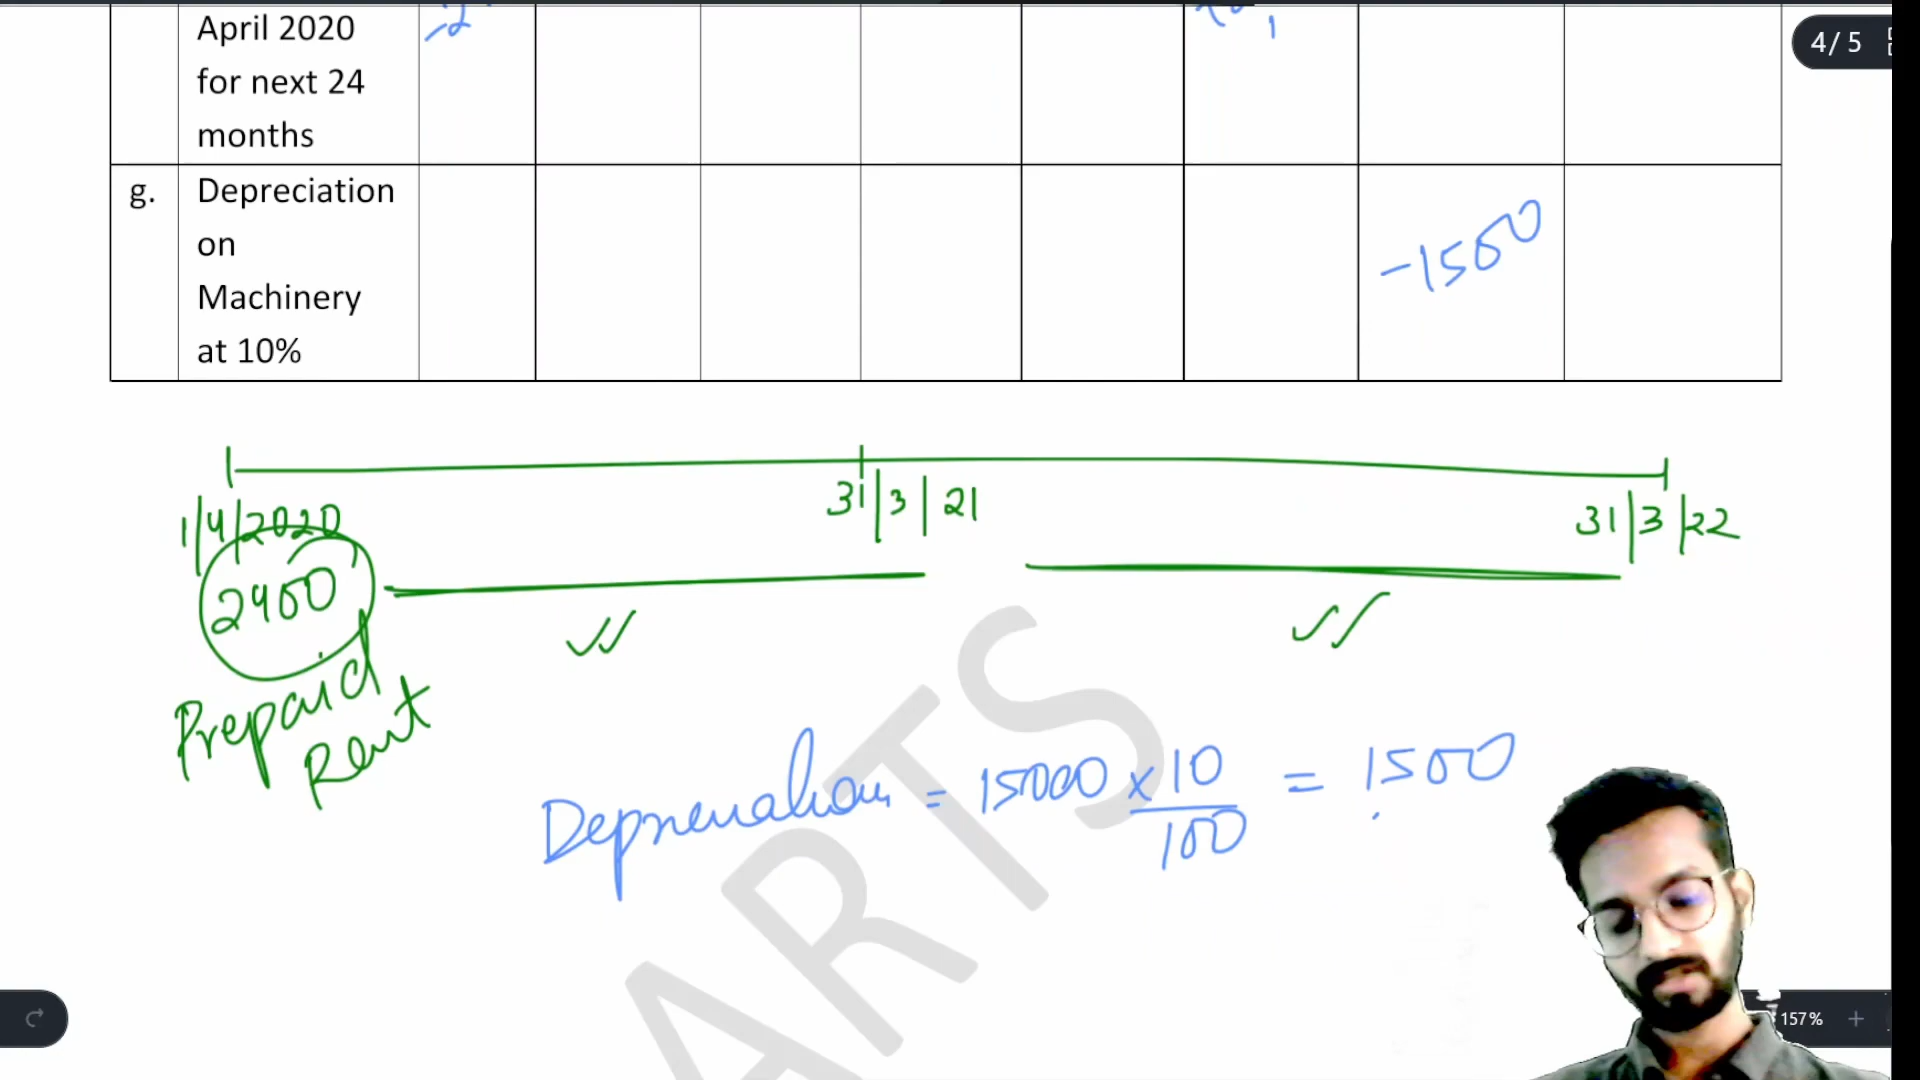 April 2020
for next 24
months
-2
4/5
g.
Depreciation
on
Machinery
at 10%
-1500
1/4/2020
31/3/21
31/3/22
2400
Prepaid
Rent
Depreciation = 15000 × 10/100 = 1500
ARTS
157% +